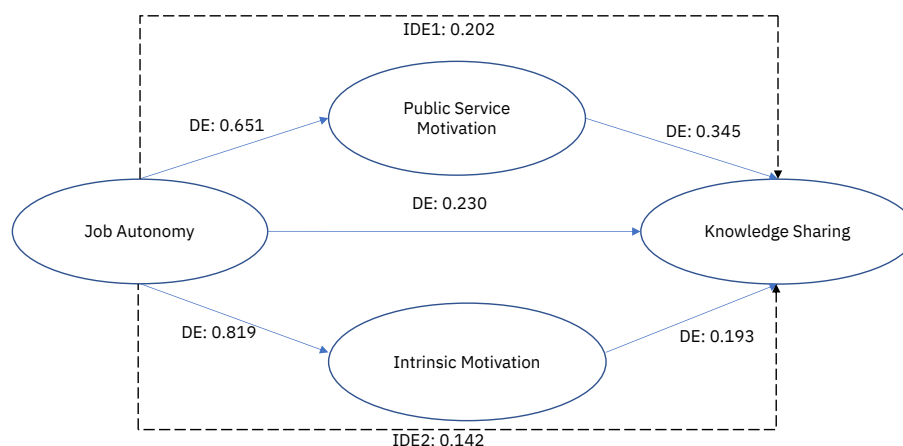 IDE1: 0.202
Public Service
Motivation
DE: 0.651
DE: 0.345
DE: 0.230
Job Autonomy
Knowledge Sharing
DE: 0.819
DE: 0.193
Intrinsic Motivation
IDE2: 0.142